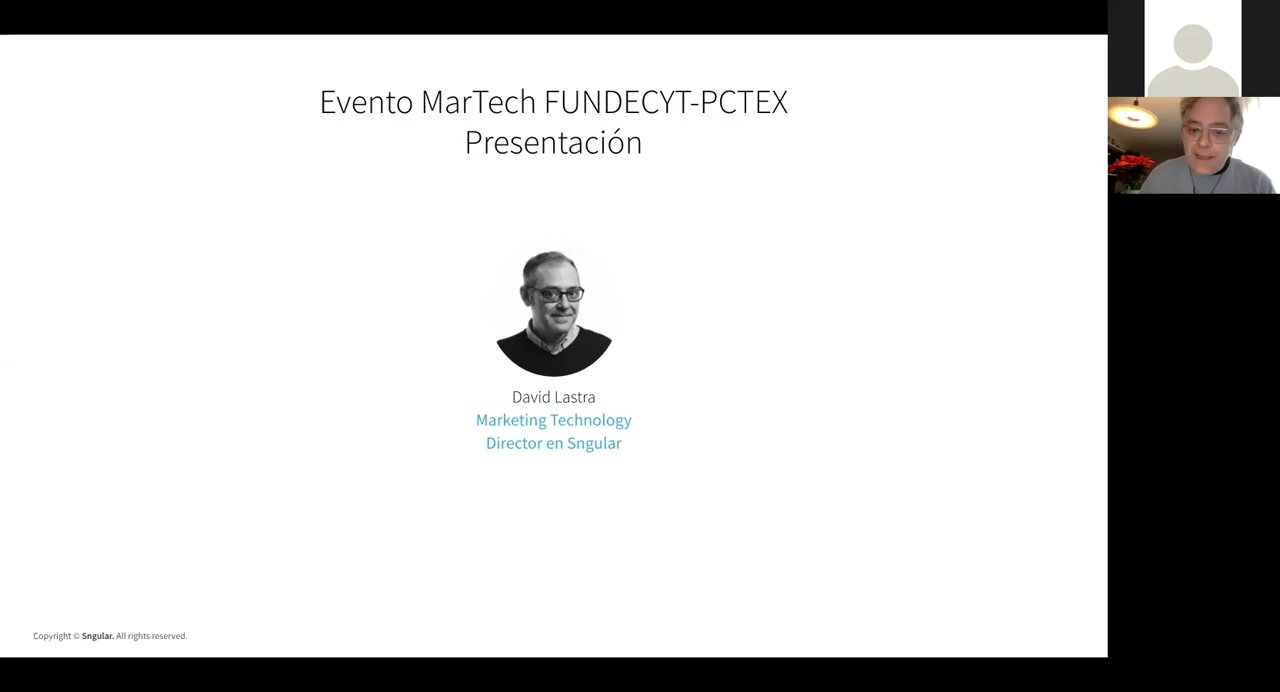 Evento MarTech FUNDECYT-PCTEX
Presentación
David Lastra
Marketing Technology
Director en Sngular
Copyright © Sngular. All rights reserved.